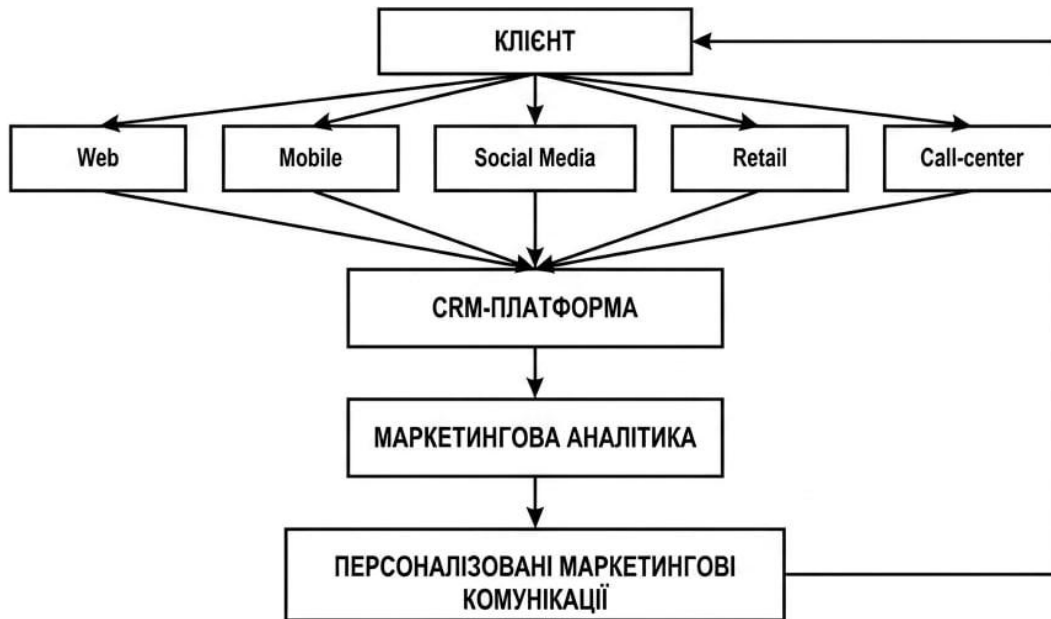 КЛІЄНТ
Web
Mobile
Social Media
Retail
Call-center
CRM-ПЛАТФОРМА
МАРКЕТИНГОВА АНАЛІТИКА
ПЕРСОНАЛІЗОВАНІ МАРКЕТИНГОВІ
КОМУНІКАЦІЇ